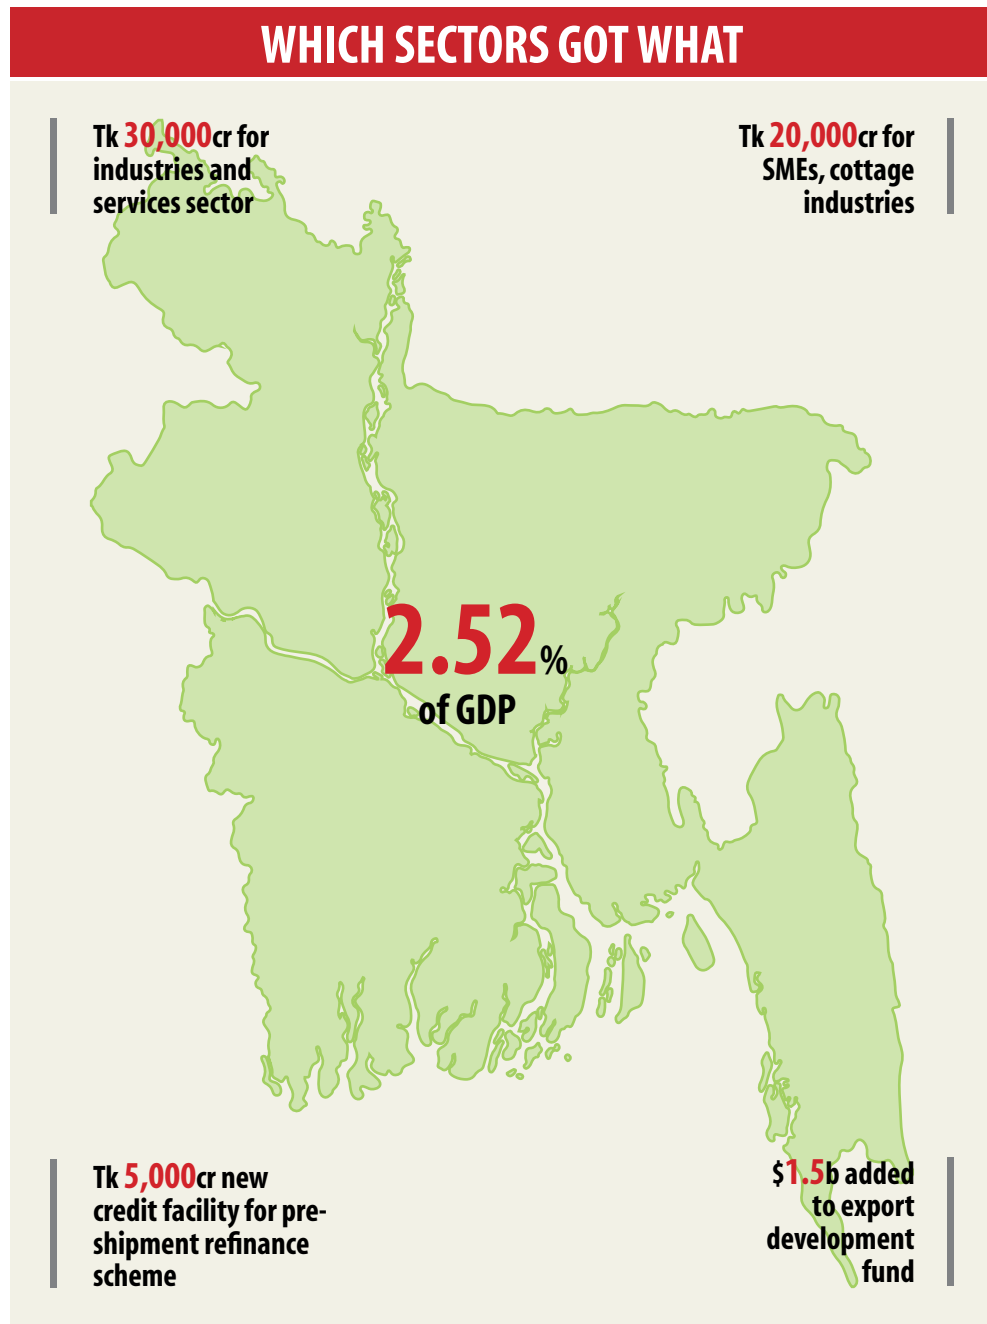 WHICH SECTORS GOT WHAT
Tk 30,000cr for
industries and
services sector
Tk 20,000cr for
SMEs, cottage
industries
2.52%
of GDP
Tk 5,000cr new
credit facility for pre-
shipment refinance
scheme
$1.5b added
to export
development
fund